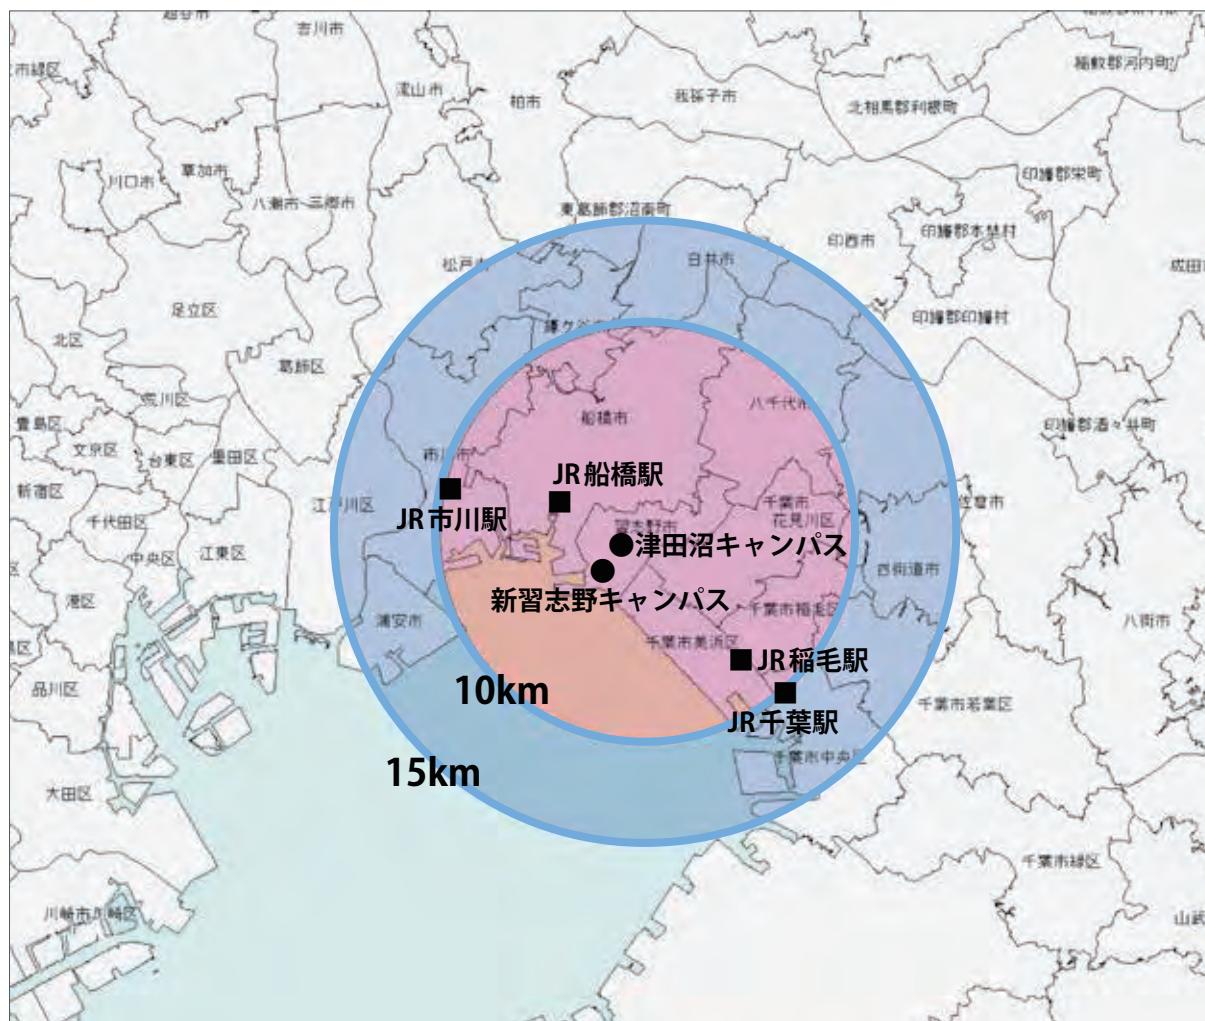 吉川市
流山市
柏市
我孫子市
稲敷郡河内町
北相馬郡利根町
川口市
草加市
八潮市
三郷市
印旛郡栄町
東葛飾郡沼南町
松戸市
白井市
印西市
印旛郡本埜村
足立区
印旛郡印旛村
北区
葛飾区
荒川区
船橋市
八千代市
豊島区
文京区
台東区
墨田区
印旛郡酒々井町
新宿区
江戸川区
JR船橋駅
JR市川駅
千代田区
千葉市
花見川区
佐倉市
習志野市
津田沼キャンパス
中央区
江東区
四街道市
新習志野キャンパス
港区
浦安市
千葉市稲毛区
八街市
千葉市美浜区
JR稲毛駅
品川区
10km
JR千葉駅
千葉市若葉区
15km
千葉市中央区
大田区
千葉市緑区
川崎市川崎区
山武